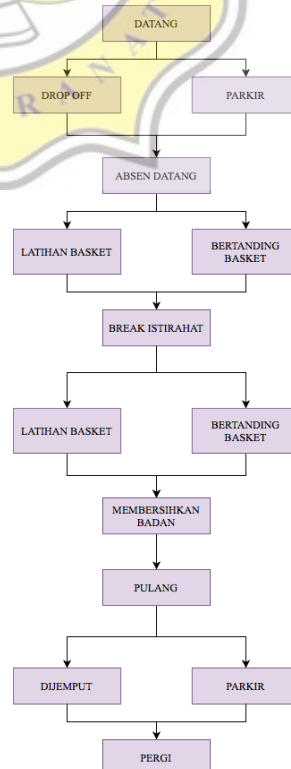 DATANG
DROP OFF
PARKIR
RANAT
ABSEN DATANG
LATIHAN BASKET
BERTANDING
BASKET
BREAK ISTIRAHAT
LATIHAN BASKET
BERTANDING
BASKET
MEMBERSIHKAN
BADAN
PULANG
DIJEMPUT
PARKIR
PERGI